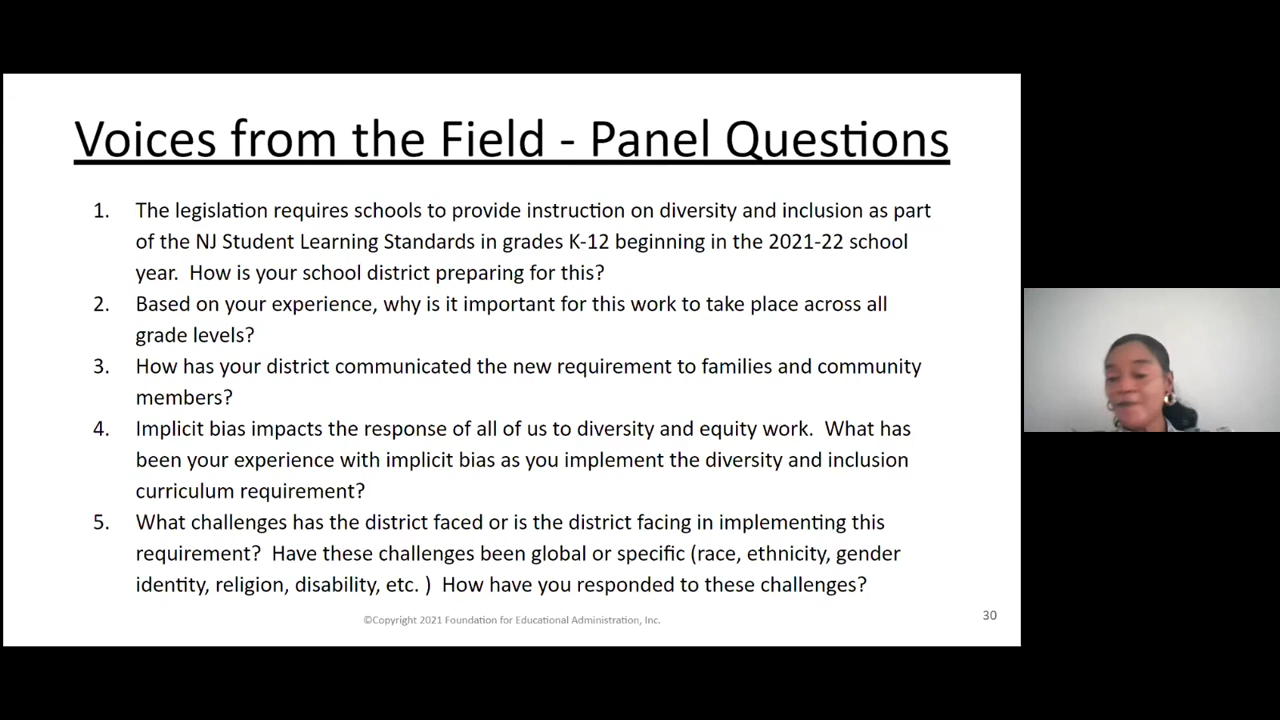 Voices from the Field - Panel Questions
1. The legislation requires schools to provide instruction on diversity and inclusion as part
of the NJ Student Learning Standards in grades K-12 beginning in the 2021-22 school
year. How is your school district preparing for this?
2. Based on your experience, why is it important for this work to take place across all
grade levels?
3. How has your district communicated the new requirement to families and community
members?
4. Implicit bias impacts the response of all of us to diversity and equity work. What has
been your experience with implicit bias as you implement the diversity and inclusion
curriculum requirement?
5. What challenges has the district faced or is the district facing in implementing this
requirement? Have these challenges been global or specific (race, ethnicity, gender
identity, religion, disability, etc. ) How have you responded to these challenges?
©Copyright 2021 Foundation for Educational Administration, Inc.
30